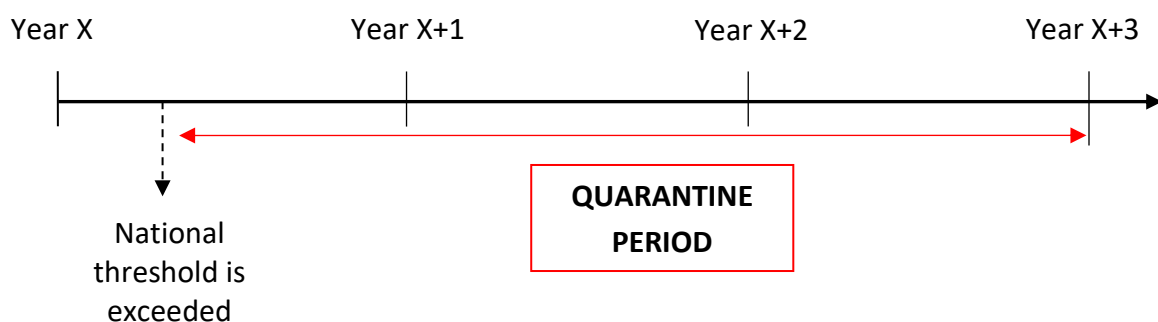 Year X
Year X+1
Year X+2
Year X+3
QUARANTINE
PERIOD
National
threshold is
exceeded